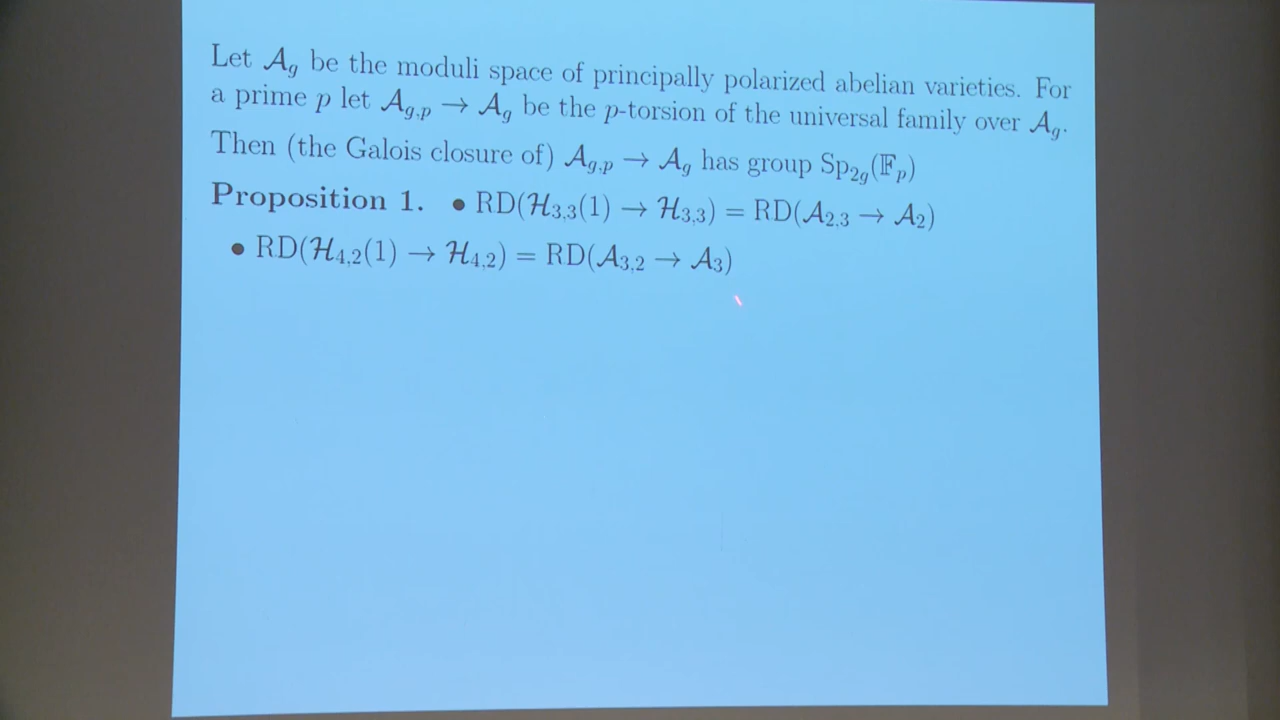 Let 𝒜_g be the moduli space of principally polarized abelian varieties. For
a prime p let 𝒜_{g,p} → 𝒜_g be the p-torsion of the universal family over 𝒜_g.
Then (the Galois closure of) 𝒜_{g,p} → 𝒜_g has group Sp_{2g}(𝔽_p)
Proposition 1. • RD(ℋ_{3,3}(1) → ℋ_{3,3}) = RD(𝒜_{2,3} → 𝒜_2)
• RD(ℋ_{4,2}(1) → ℋ_{4,2}) = RD(𝒜_{3,2} → 𝒜_3)